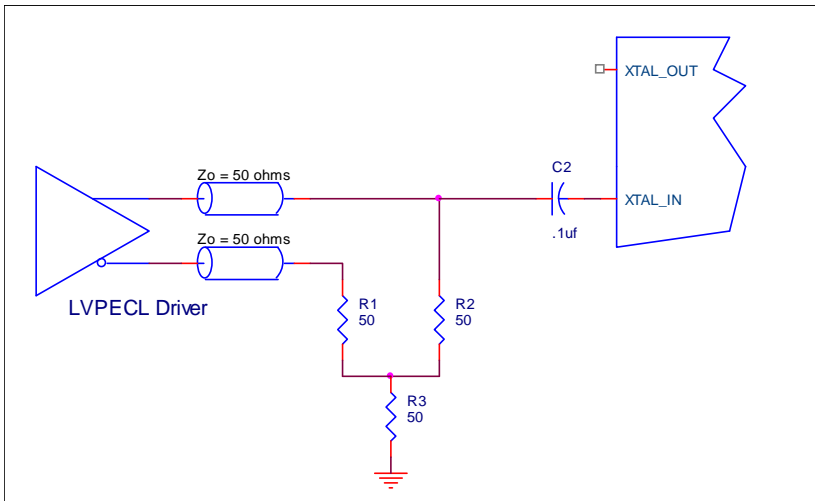 XTAL_OUT
Zo = 50 ohms
C2
XTAL_IN
.1uf
Zo = 50 ohms
LVPECL Driver
R1
50
R2
50
R3
50